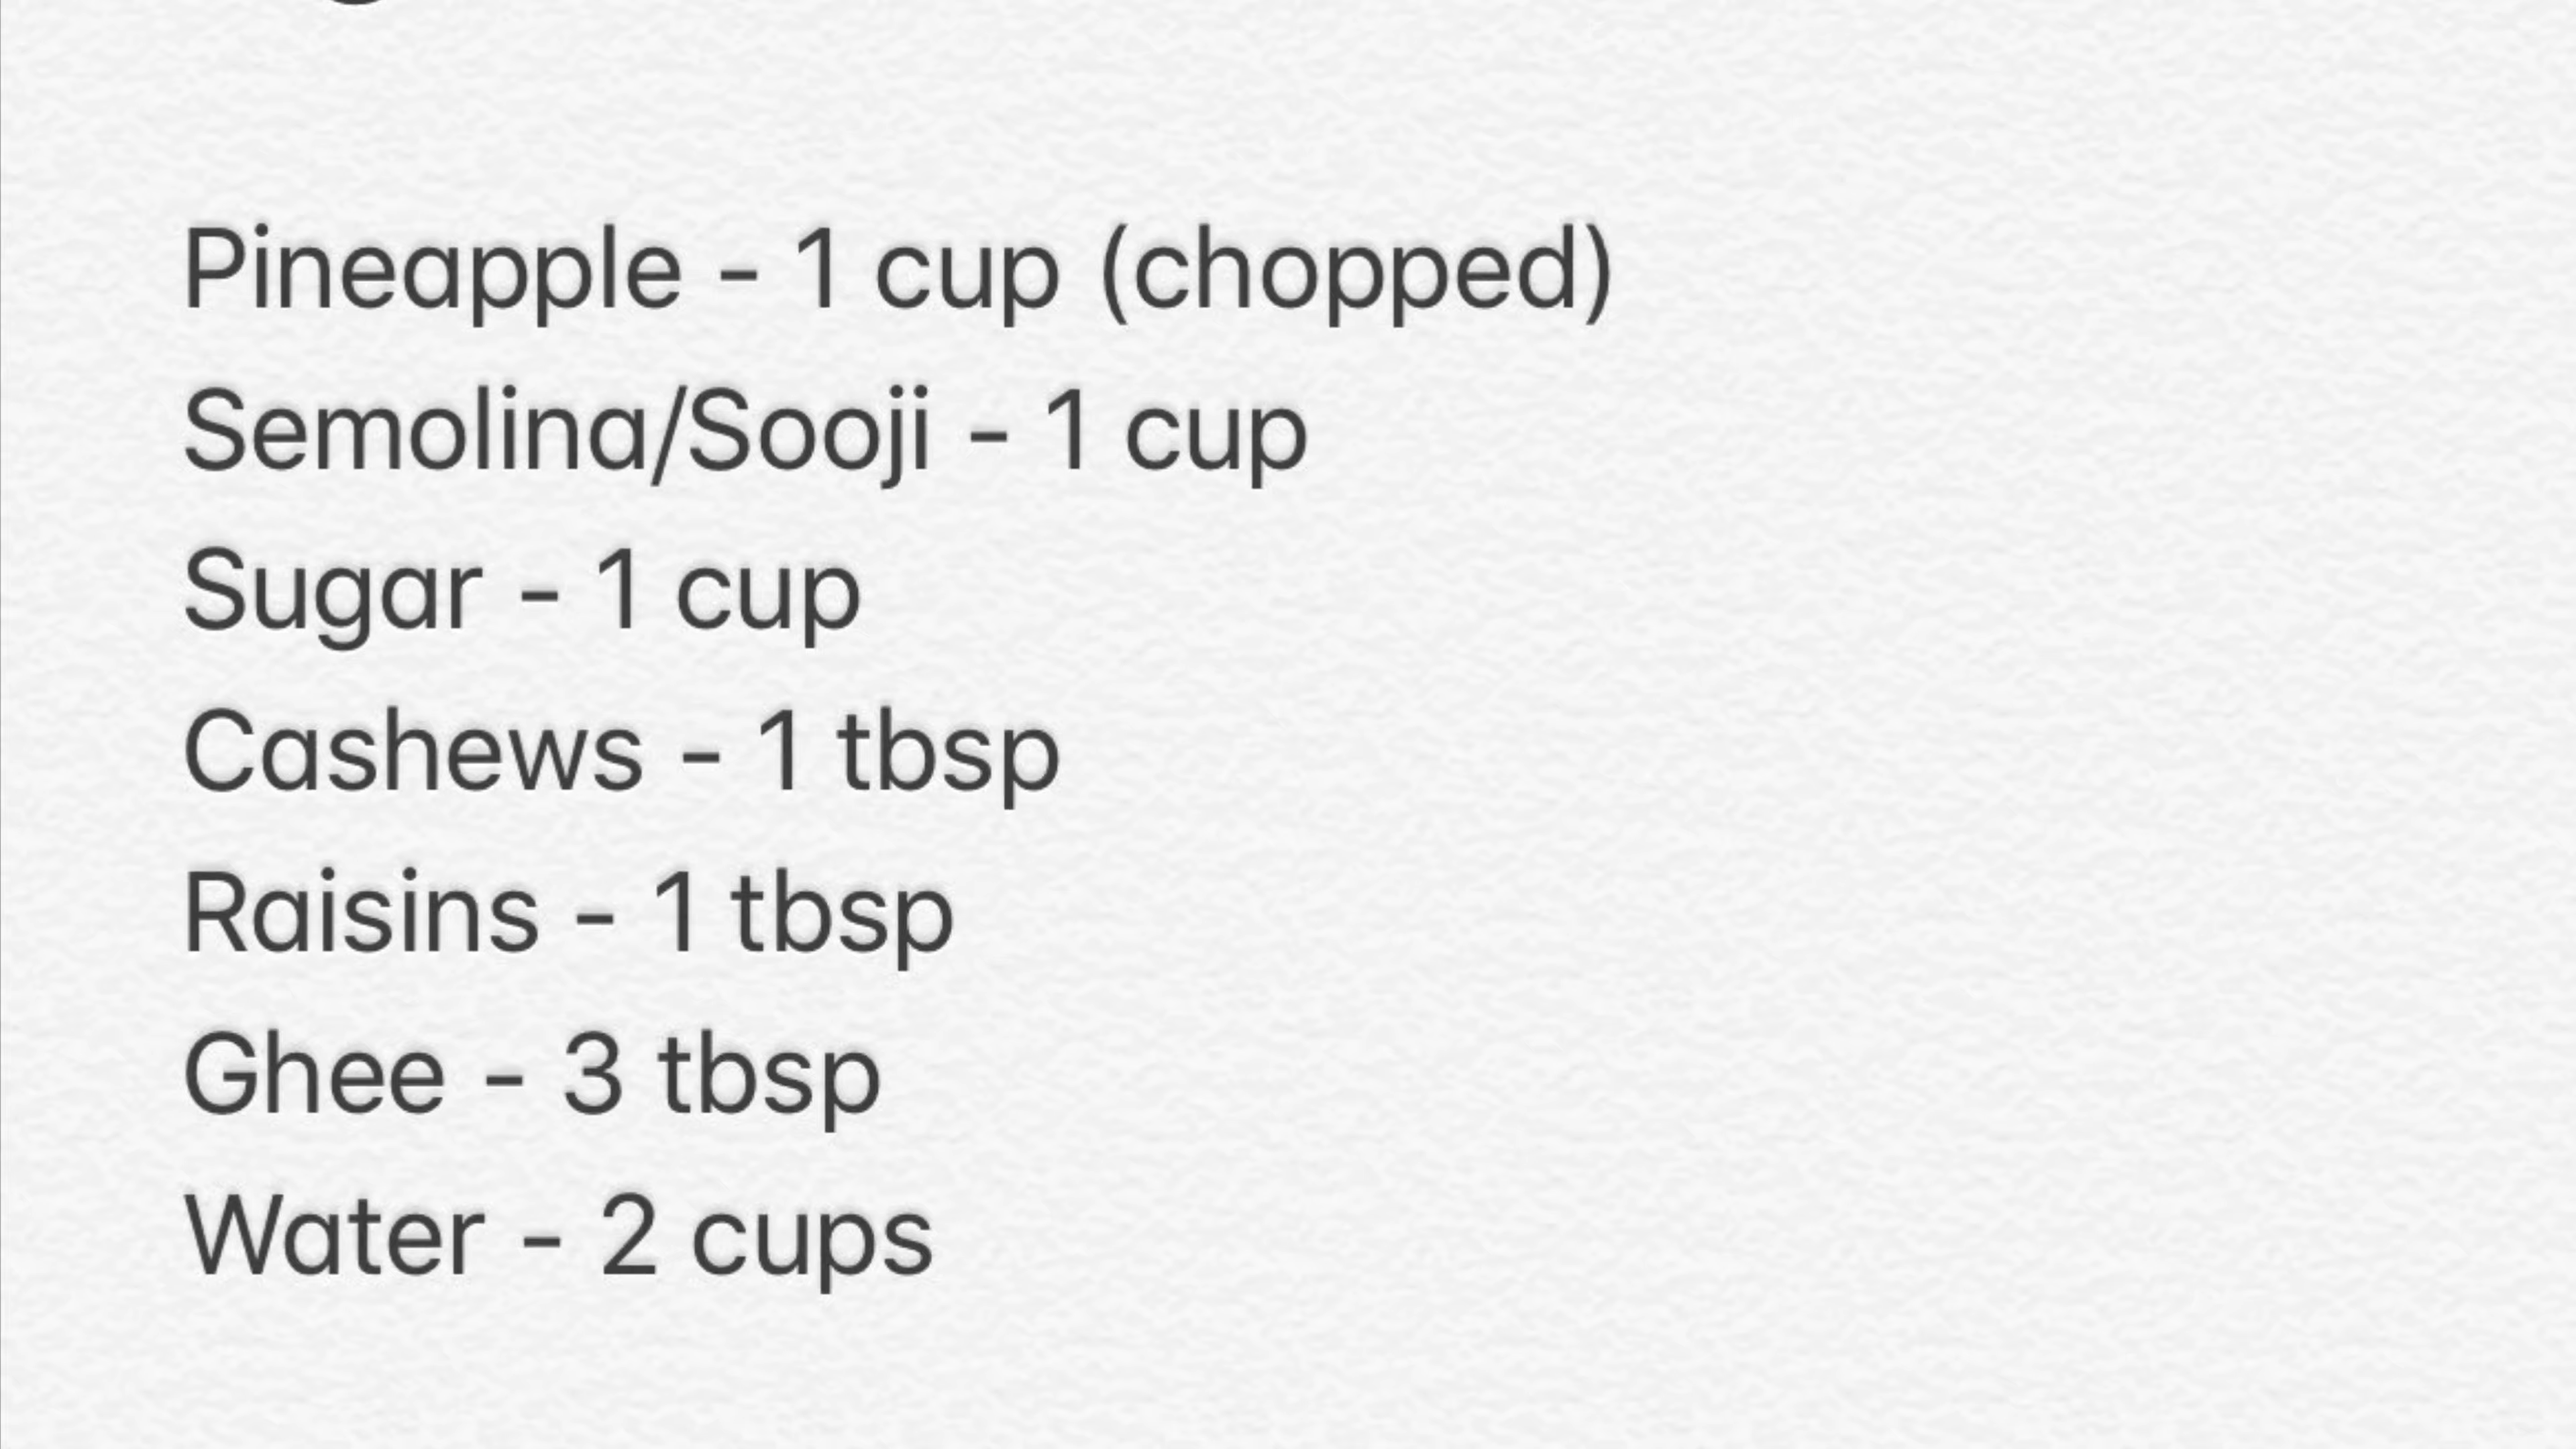 Pineapple - 1 cup (chopped)
Semolina/Sooji - 1 cup
Sugar - 1 cup
Cashews - 1 tbsp
Raisins - 1 tbsp
Ghee - 3 tbsp
Water - 2 cups